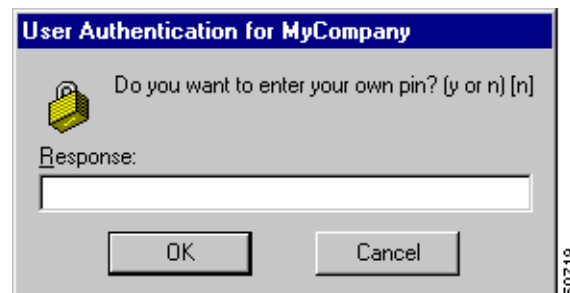 User Authentication for MyCompany
Do you want to enter your own pin? (y or n) [n]
Response:
OK
Cancel